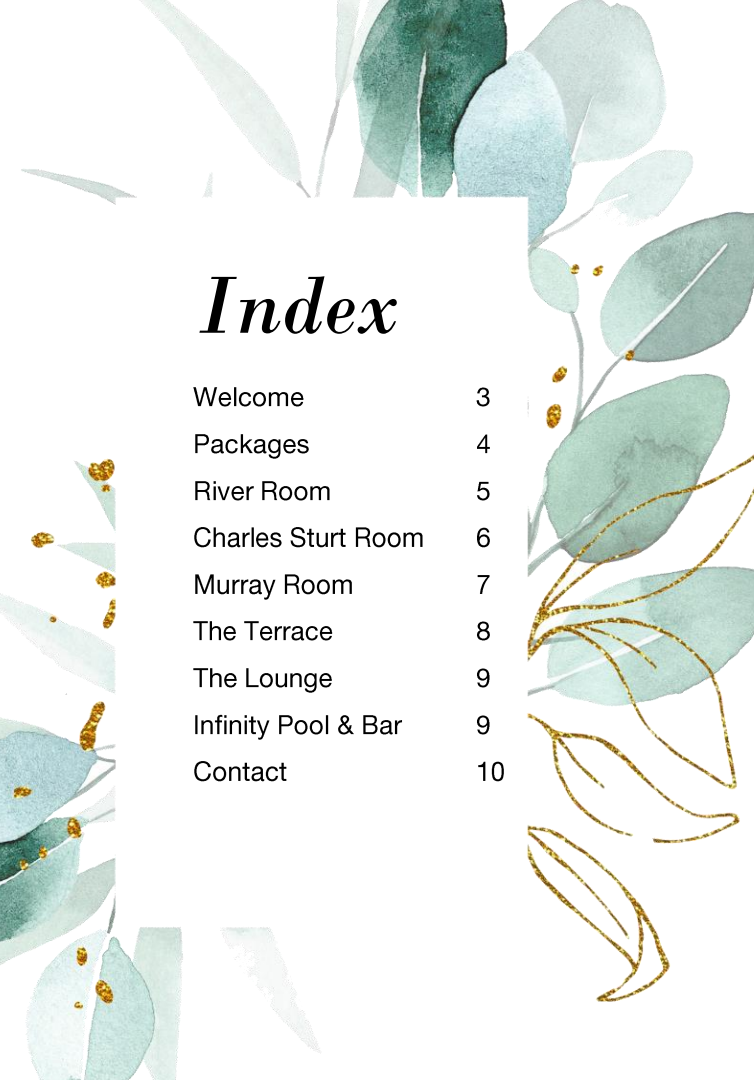 Index
Welcome 3
Packages 4
River Room 5
Charles Sturt Room 6
Murray Room 7
The Terrace 8
The Lounge 9
Infinity Pool & Bar 9
Contact 10